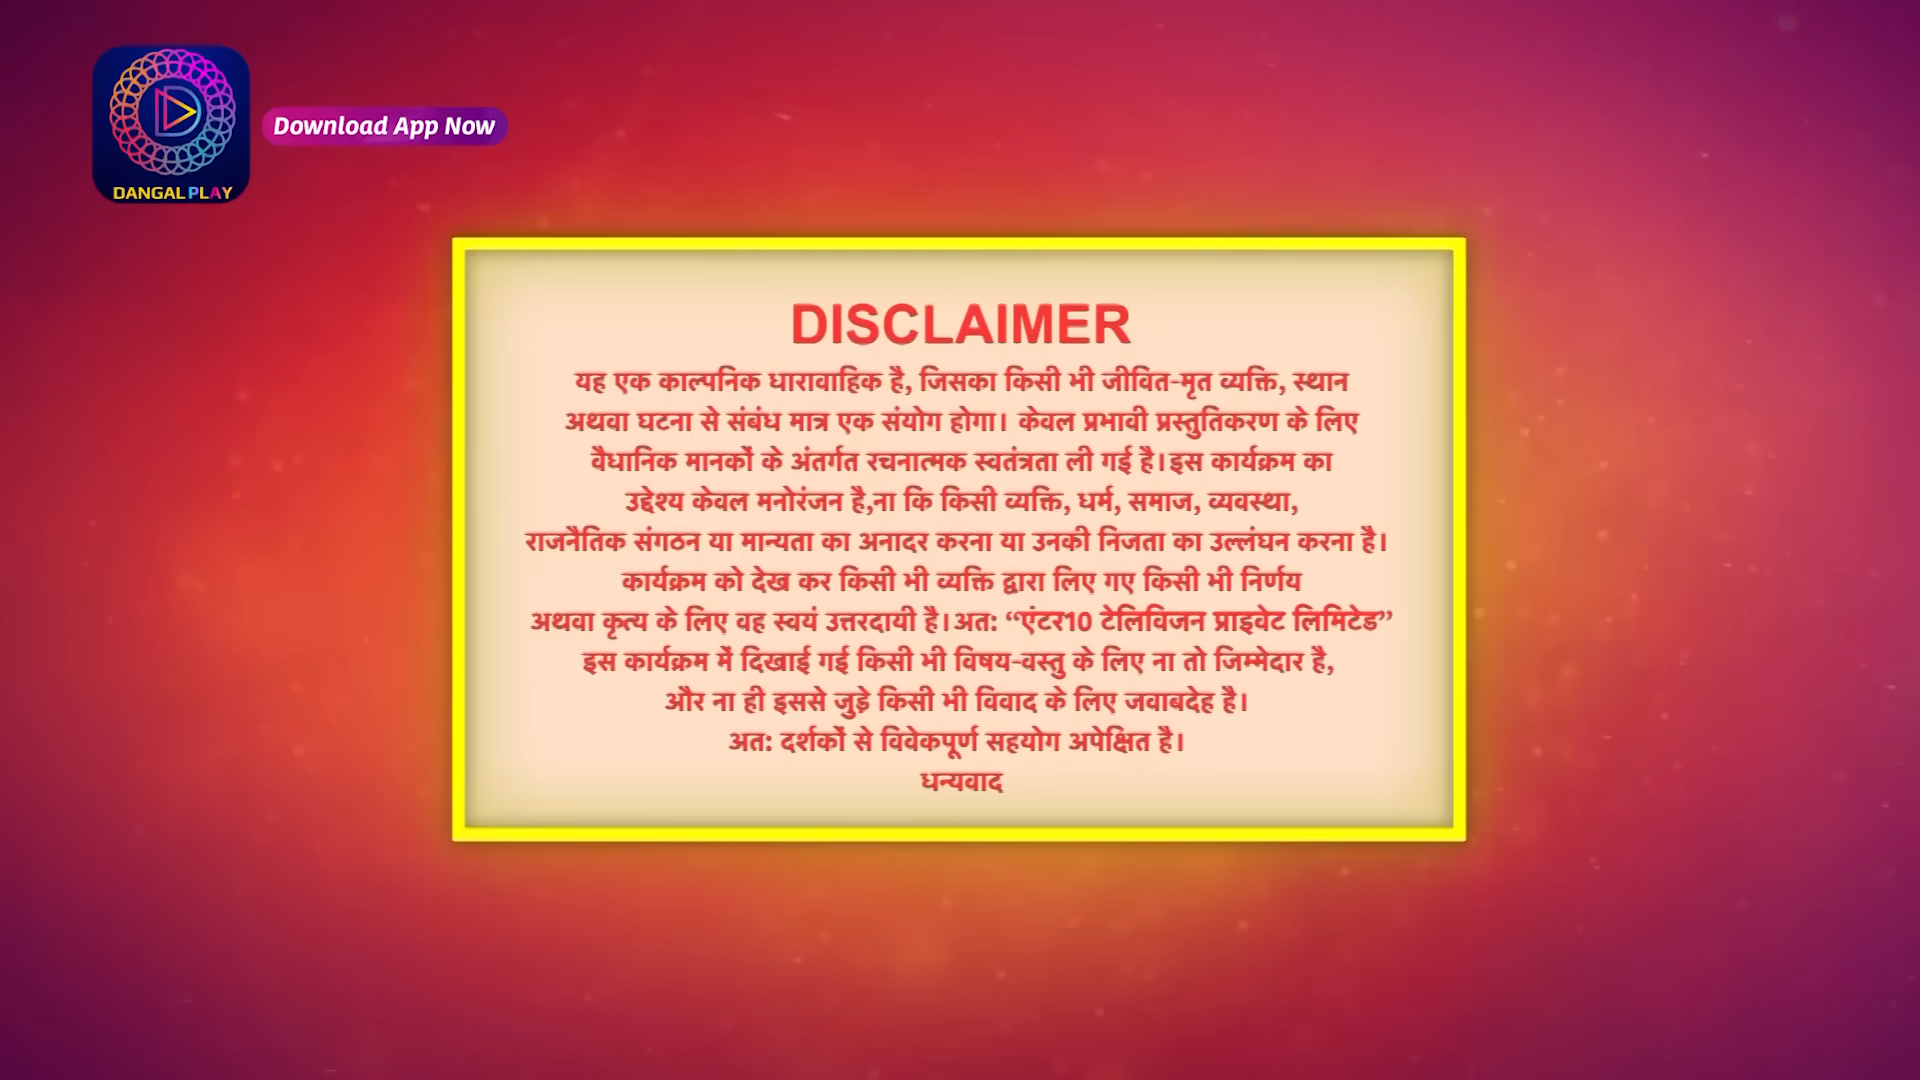 DANGAL PLAY
Download App Now
DISCLAIMER
यह एक काल्पनिक धारावाहिक है, जिसका किसी भी जीवित-मृत व्यक्ति, स्थान
अथवा घटना से संबंध मात्र एक संयोग होगा। केवल प्रभावी प्रस्तुतिकरण के लिए
वैधानिक मानकों के अंतर्गत रचनात्मक स्वतंत्रता ली गई है। इस कार्यक्रम का
उद्देश्य केवल मनोरंजन है,ना कि किसी व्यक्ति, धर्म, समाज, व्यवस्था,
राजनैतिक संगठन या मान्यता का अनादर करना या उनकी निजता का उल्लंघन करना है।
कार्यक्रम को देख कर किसी भी व्यक्ति द्वारा लिए गए किसी भी निर्णय
अथवा कृत्य के लिए वह स्वयं उत्तरदायी है। अत: “एंटर10 टेलिविजन प्राइवेट लिमिटेड”
इस कार्यक्रम में दिखाई गई किसी भी विषय-वस्तु के लिए ना तो जिम्मेदार है,
और ना ही इससे जुड़े किसी भी विवाद के लिए जवाबदेह है।
अत: दर्शकों से विवेकपूर्ण सहयोग अपेक्षित है।
धन्यवाद